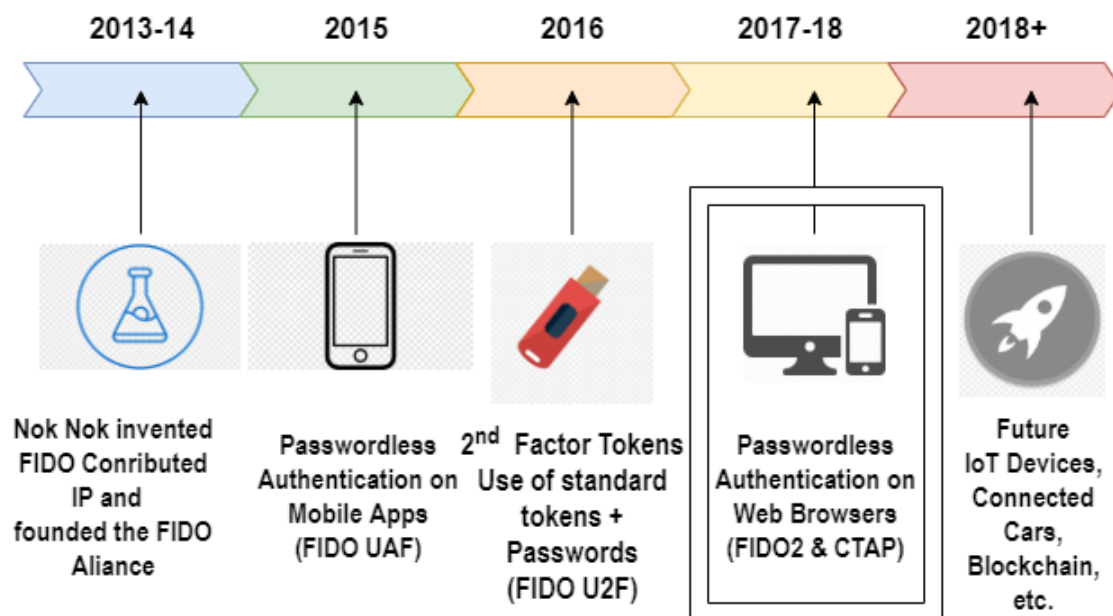 2013-14
2015
2016
2017-18
2018+
Nok Nok invented
FIDO Conributed
IP and
founded the FIDO
Aliance
Passwordless
Authentication on
Mobile Apps
(FIDO UAF)
2nd Factor Tokens
Use of standard
tokens +
Passwords
(FIDO U2F)
Passwordless
Authentication on
Web Browsers
(FIDO2 & CTAP)
Future
IoT Devices,
Connected
Cars,
Blockchain,
etc.